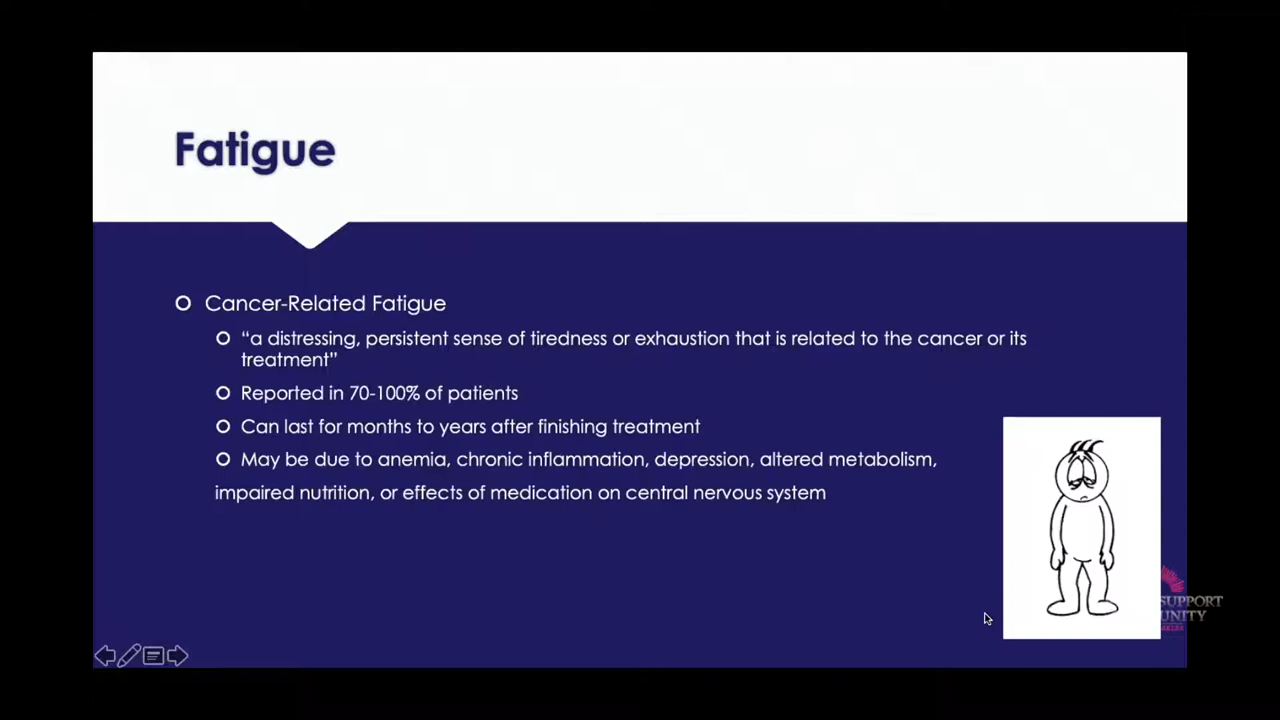 Fatigue
Cancer-Related Fatigue
“a distressing, persistent sense of tiredness or exhaustion that is related to the cancer or its
treatment”
Reported in 70-100% of patients
Can last for months to years after finishing treatment
May be due to anemia, chronic inflammation, depression, altered metabolism,
impaired nutrition, or effects of medication on central nervous system
SUPPORT
UNITY